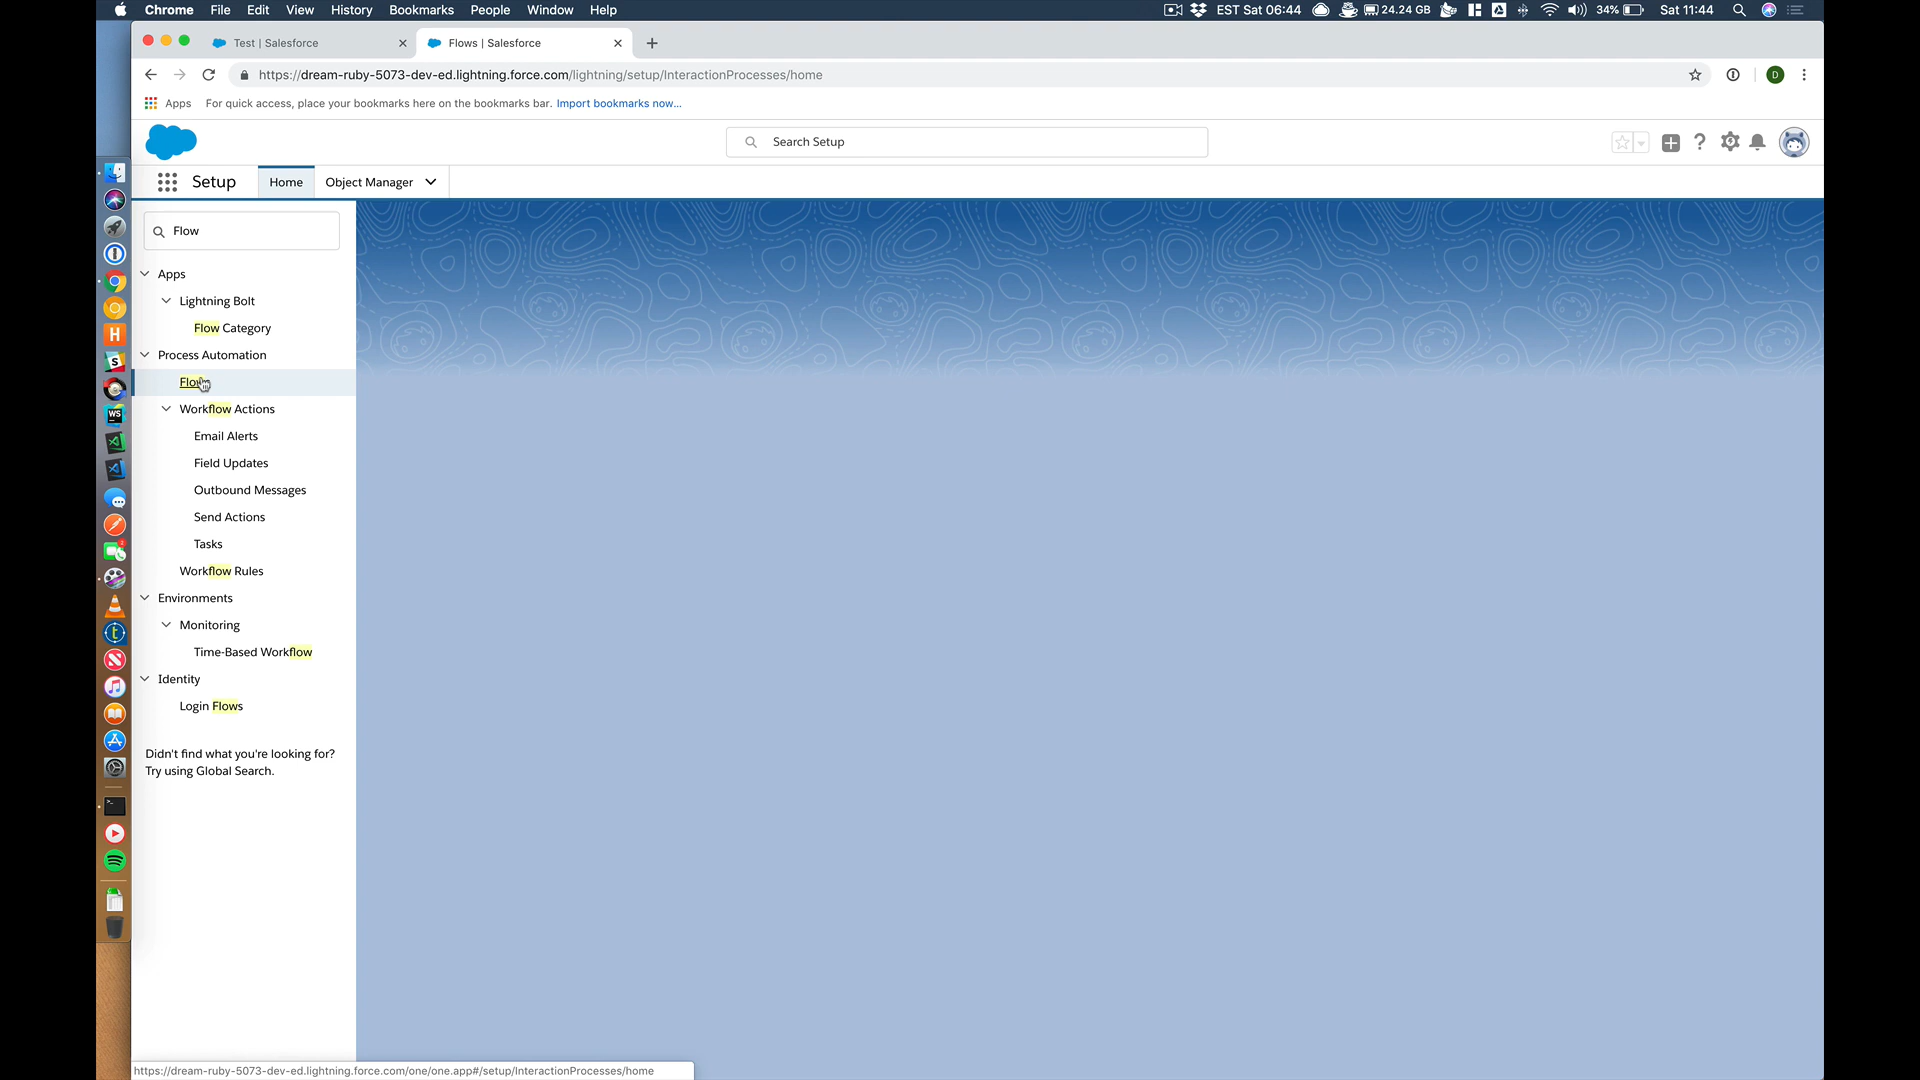 Chrome File Edit View History Bookmarks People Window Help
EST Sat 06:44 24.24 GB 34% Sat 11:44
Test | Salesforce
Flows | Salesforce
https://dream-ruby-5073-dev-ed.lightning.force.com/lightning/setup/InteractionProcesses/home
D
Apps For quick access, place your bookmarks here on the bookmarks bar. Import bookmarks now...
Search Setup
Setup Home Object Manager
Flow
Apps
Lightning Bolt
Flow Category
Process Automation
Flows
Workflow Actions
Email Alerts
Field Updates
Outbound Messages
Send Actions
Tasks
Workflow Rules
Environments
Monitoring
Time-Based Workflow
Identity
Login Flows
Didn't find what you're looking for?
Try using Global Search.
https://dream-ruby-5073-dev-ed.lightning.force.com/one/one.app#/setup/InteractionProcesses/home